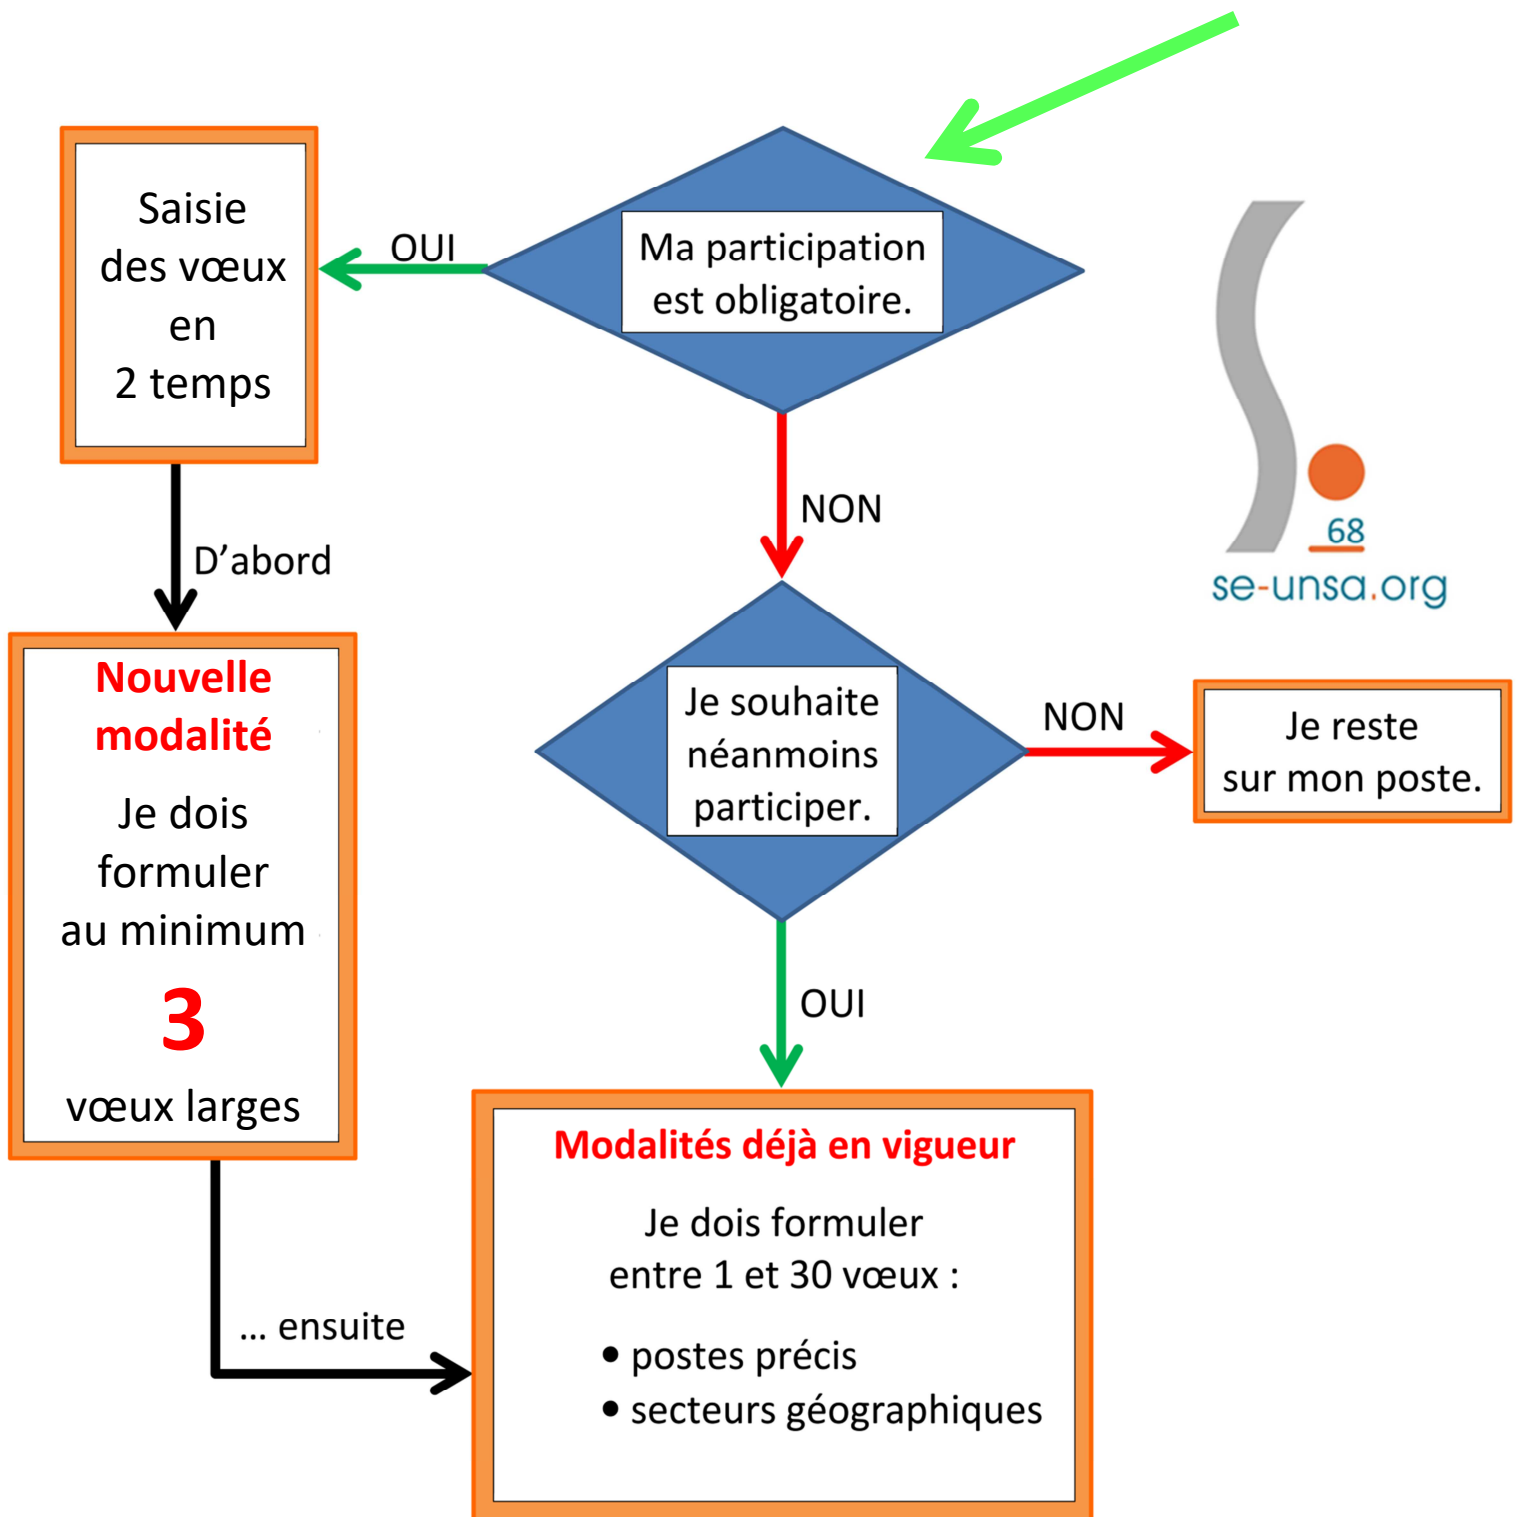 Ma participation
est obligatoire.
OUI
Saisie
des vœux
en
2 temps
D’abord
Nouvelle
modalité
Je dois
formuler
au minimum
3
vœux larges
... ensuite
NON
Je souhaite
néanmoins
participer.
NON
Je reste
sur mon poste.
OUI
Modalités déjà en vigueur
Je dois formuler
entre 1 et 30 vœux :
• postes précis
• secteurs géographiques
68
se-unsa.org